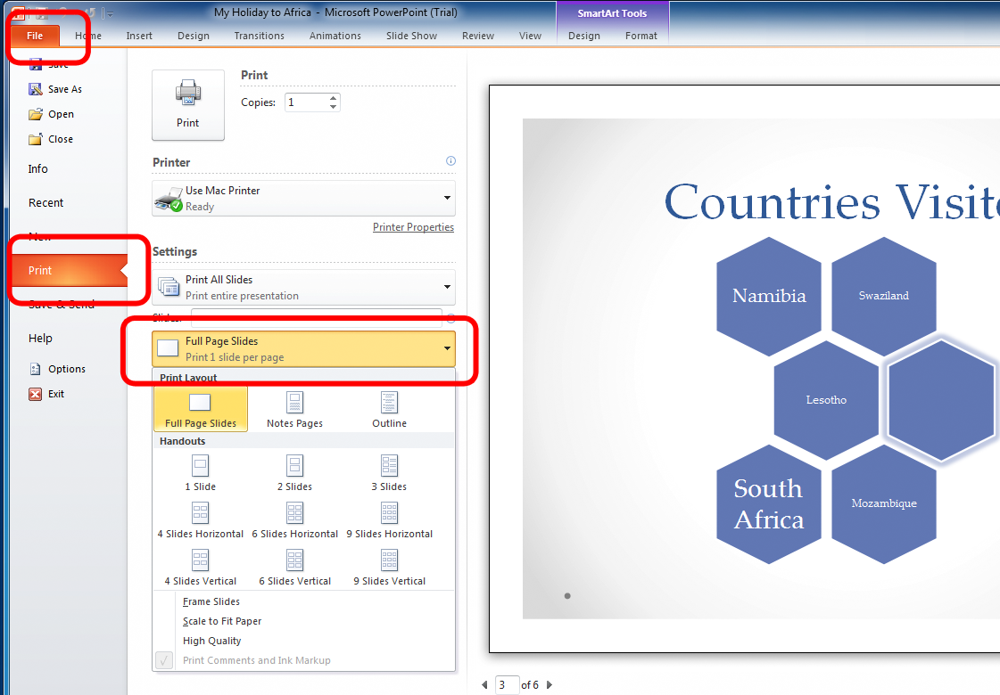 My Holiday to Africa - Microsoft PowerPoint (Trial)
SmartArt Tools
File
Home
Insert
Design
Transitions
Animations
Slide Show
Review
View
Design
Format
Save
Save As
Open
Close
Info
Recent
New
Print
Save & Send
Help
Options
Exit
Print
Print
Copies:
1
Printer
Use Mac Printer
Ready
Printer Properties
Settings
Print All Slides
Print entire presentation
Slides:
Full Page Slides
Print 1 slide per page
Print Layout
Full Page Slides
Notes Pages
Outline
Handouts
1 Slide
2 Slides
3 Slides
4 Slides Horizontal
6 Slides Horizontal
9 Slides Horizontal
4 Slides Vertical
6 Slides Vertical
9 Slides Vertical
Frame Slides
Scale to Fit Paper
High Quality
Print Comments and Ink Markup
Countries Visite
Namibia
Swaziland
Lesotho
South
Africa
Mozambique
3 of 6